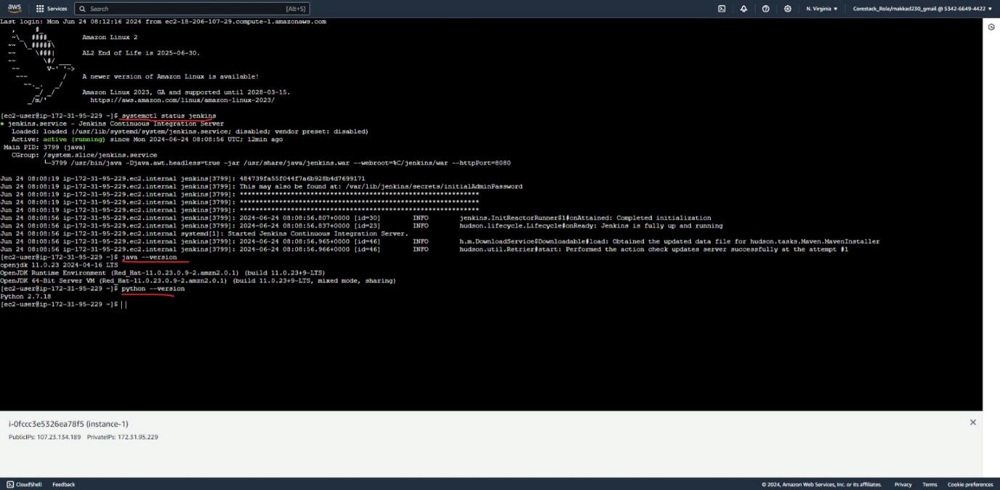 aws Services Search [Alt+S] N. Virginia Corestack_Role/makkad230_gmail @ 5342-6649-4422
Last login: Mon Jun 24 08:12:16 2024 from ec2-18-206-107-29.compute-1.amazonaws.com
   ,     #_
   ~\_  ####_        Amazon Linux 2
  ~~  \_#####\
  ~~     \###|       AL2 End of Life is 2025-06-30.
  ~~       \#/ ___
   ~~       V~' '->
    ~~~         /    A newer version of Amazon Linux is available!
      ~~._.   _/
         _/ _/       Amazon Linux 2023, GA and supported until 2028-03-15.
       _/m/'           https://aws.amazon.com/linux/amazon-linux-2023/
[ec2-user@ip-172-31-95-229 ~]$ systemctl status jenkins
● jenkins.service - Jenkins Continuous Integration Server
   Loaded: loaded (/usr/lib/systemd/system/jenkins.service; disabled; vendor preset: disabled)
   Active: active (running) since Mon 2024-06-24 08:08:56 UTC; 12min ago
 Main PID: 3799 (java)
   CGroup: /system.slice/jenkins.service
           └─3799 /usr/bin/java -Djava.awt.headless=true -jar /usr/share/java/jenkins.war --webroot=%C/jenkins/war --httpPort=8080
Jun 24 08:08:19 ip-172-31-95-229.ec2.internal jenkins[3799]: 484739fa55f044f7a6b928b4d7699171
Jun 24 08:08:19 ip-172-31-95-229.ec2.internal jenkins[3799]: This may also be found at: /var/lib/jenkins/secrets/initialAdminPassword
Jun 24 08:08:19 ip-172-31-95-229.ec2.internal jenkins[3799]: *************************************************************
Jun 24 08:08:19 ip-172-31-95-229.ec2.internal jenkins[3799]: *************************************************************
Jun 24 08:08:19 ip-172-31-95-229.ec2.internal jenkins[3799]: *************************************************************
Jun 24 08:08:56 ip-172-31-95-229.ec2.internal jenkins[3799]: 2024-06-24 08:08:56.807+0000 [id=30] INFO jenkins.InitReactorRunner$1#onAttained: Completed initialization
Jun 24 08:08:56 ip-172-31-95-229.ec2.internal jenkins[3799]: 2024-06-24 08:08:56.837+0000 [id=23] INFO hudson.lifecycle.Lifecycle#onReady: Jenkins is fully up and running
Jun 24 08:08:56 ip-172-31-95-229.ec2.internal systemd[1]: Started Jenkins Continuous Integration Server.
Jun 24 08:08:56 ip-172-31-95-229.ec2.internal jenkins[3799]: 2024-06-24 08:08:56.965+0000 [id=46] INFO h.m.DownloadService$Downloadable#load: Obtained the updated data file for hudson.tasks.Maven.MavenInstaller
Jun 24 08:08:56 ip-172-31-95-229.ec2.internal jenkins[3799]: 2024-06-24 08:08:56.966+0000 [id=46] INFO hudson.util.Retrier#start: Performed the action check updates server successfully at the attempt #1
[ec2-user@ip-172-31-95-229 ~]$ java --version
openjdk 11.0.23 2024-04-16 LTS
OpenJDK Runtime Environment (Red_Hat-11.0.23.0.9-2.amzn2.0.1) (build 11.0.23+9-LTS)
OpenJDK 64-Bit Server VM (Red_Hat-11.0.23.0.9-2.amzn2.0.1) (build 11.0.23+9-LTS, mixed mode, sharing)
[ec2-user@ip-172-31-95-229 ~]$ python --version
Python 2.7.18
[ec2-user@ip-172-31-95-229 ~]$
i-0fccc3e5326ea78f5 (instance-1)
PublicIPs: 107.23.134.189 PrivateIPs: 172.31.95.229
CloudShell Feedback © 2024, Amazon Web Services, Inc. or its affiliates. Privacy Terms Cookie preferences